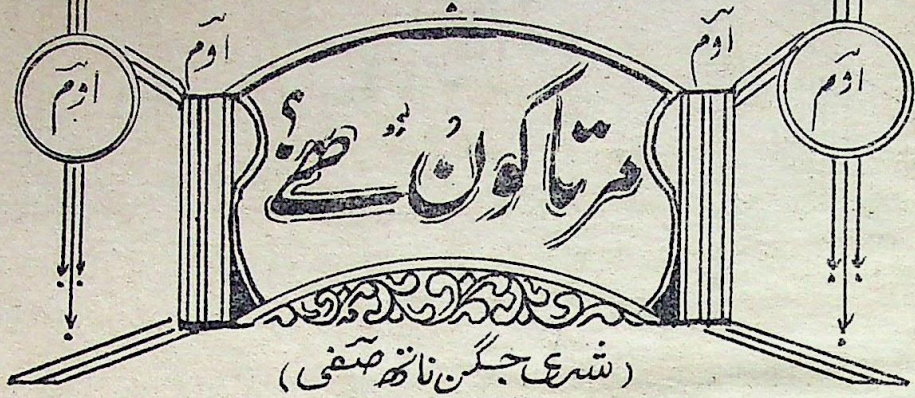 اوم اوم
اوم اوم
مرتا کون ہے؟
(شری جگن ناتھ صفی)